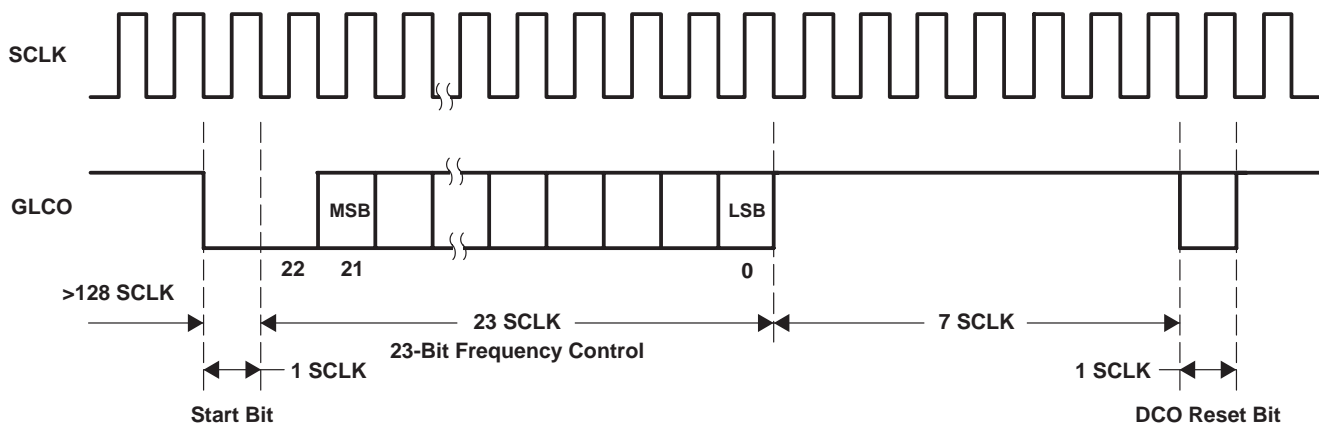 SCLK
GLCO
MSB
LSB
22
21
0
>128 SCLK
23 SCLK
7 SCLK
23-Bit Frequency Control
1 SCLK
1 SCLK
Start Bit
DCO Reset Bit